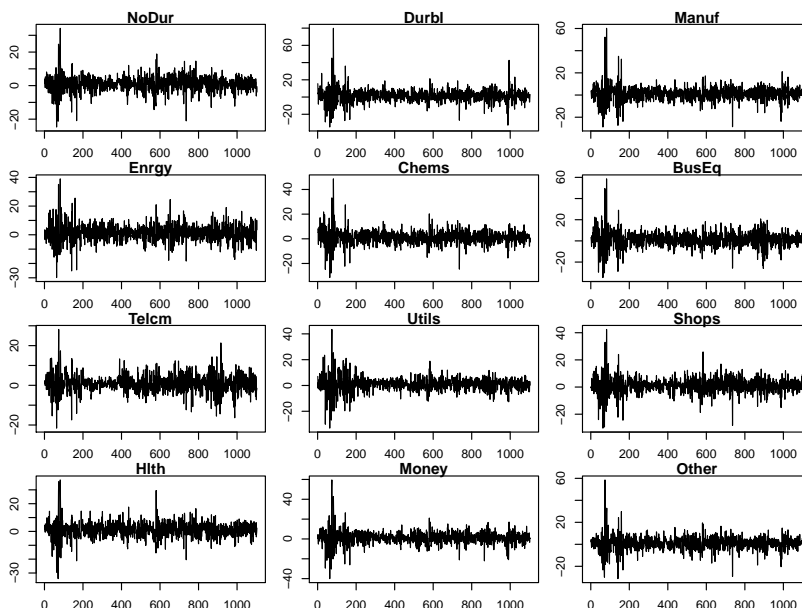 NoDur Durbl Manuf
20 0 −20
80 40 0 −20
60 20 −20
0 200 400 600 800 1000 0 200 400 600 800 1000 0 200 400 600 800 1000
Enrgy Chems BusEq
40 20 0 −30
40 20 0 −20
60 20 −20
0 200 400 600 800 1000 0 200 400 600 800 1000 0 200 400 600 800 1000
Telcm Utils Shops
20 0 −20
40 20 0 −20
40 20 0 −20
0 200 400 600 800 1000 0 200 400 600 800 1000 0 200 400 600 800 1000
Hlth Money Other
20 0 −30
40 20 0 −40
60 20 −20
0 200 400 600 800 1000 0 200 400 600 800 1000 0 200 400 600 800 1000